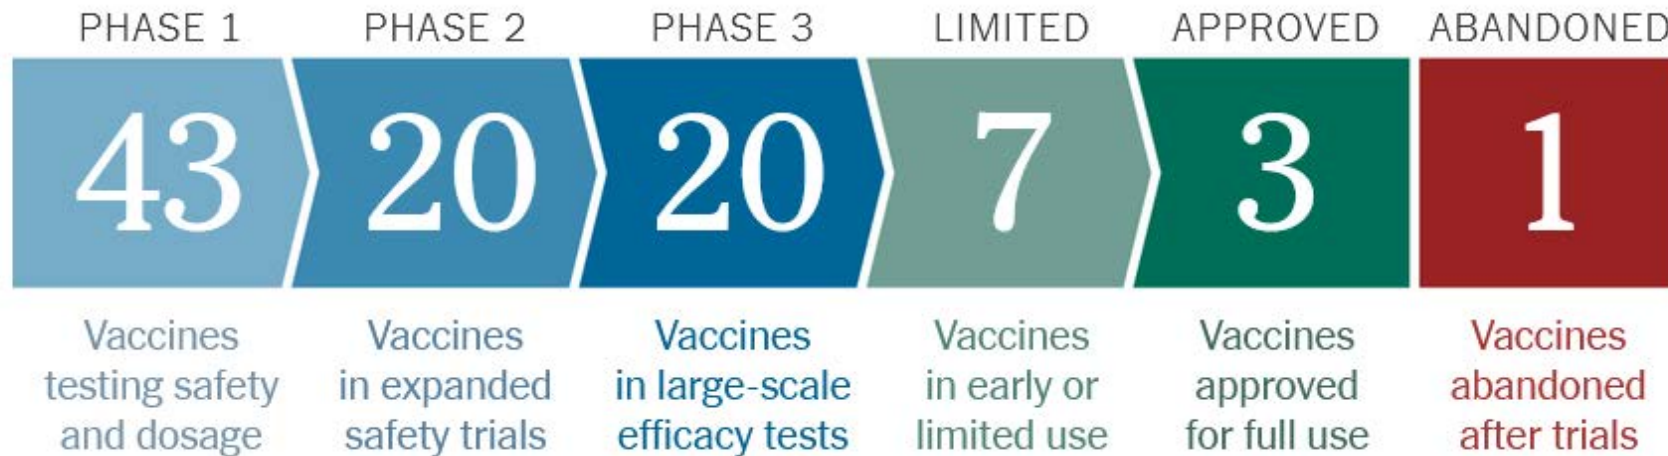 PHASE 1 PHASE 2 PHASE 3 LIMITED APPROVED ABANDONED
43 20 20 7 3 1
Vaccines Vaccines Vaccines Vaccines Vaccines Vaccines
testing safety in expanded in large-scale in early or approved abandoned
and dosage safety trials efficacy tests limited use for full use after trials